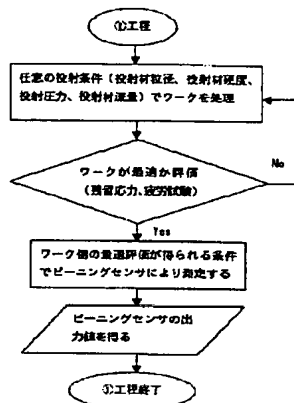 ①工程
任意の投射条件（投射材粒径、投射材硬度、
投射圧力、投射材流量）でワークを処理
ワークが最適か評価
（残留応力、疲労試験）
No
Yes
ワーク側の最適評価が得られる条件
でピーニングセンサにより測定する
ピーニングセンサの出
力値を得る
①工程終了